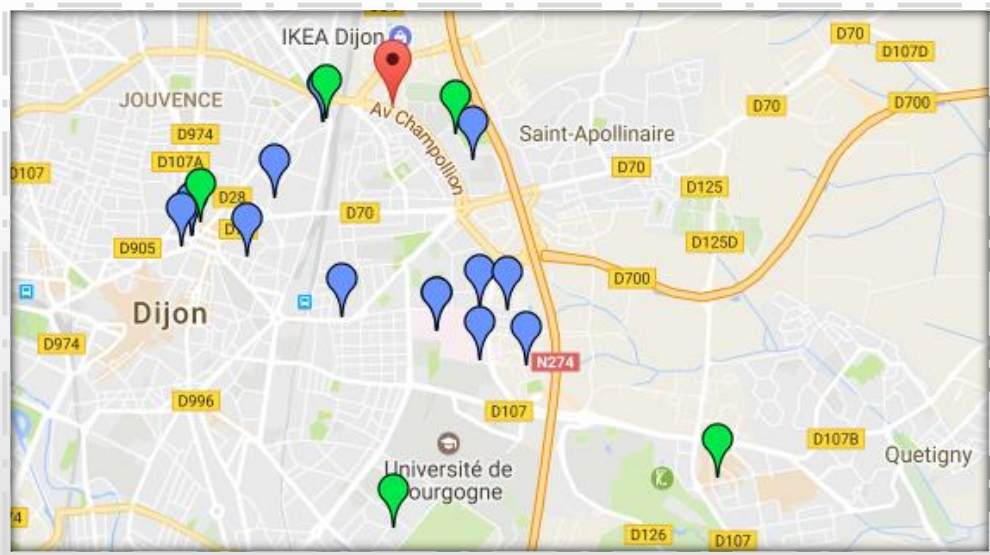 IKEA Dijon
D70
D107D
JOUVENCE
D70
D700
Av Champollion
D974
Saint-Apollinaire
D107A
D70
D107
D28
D125
D70
D905
D125D
D700
Dijon
D974
N274
D996
D107
D107B
Quetigny
Université de
ourgogne
D126
D107